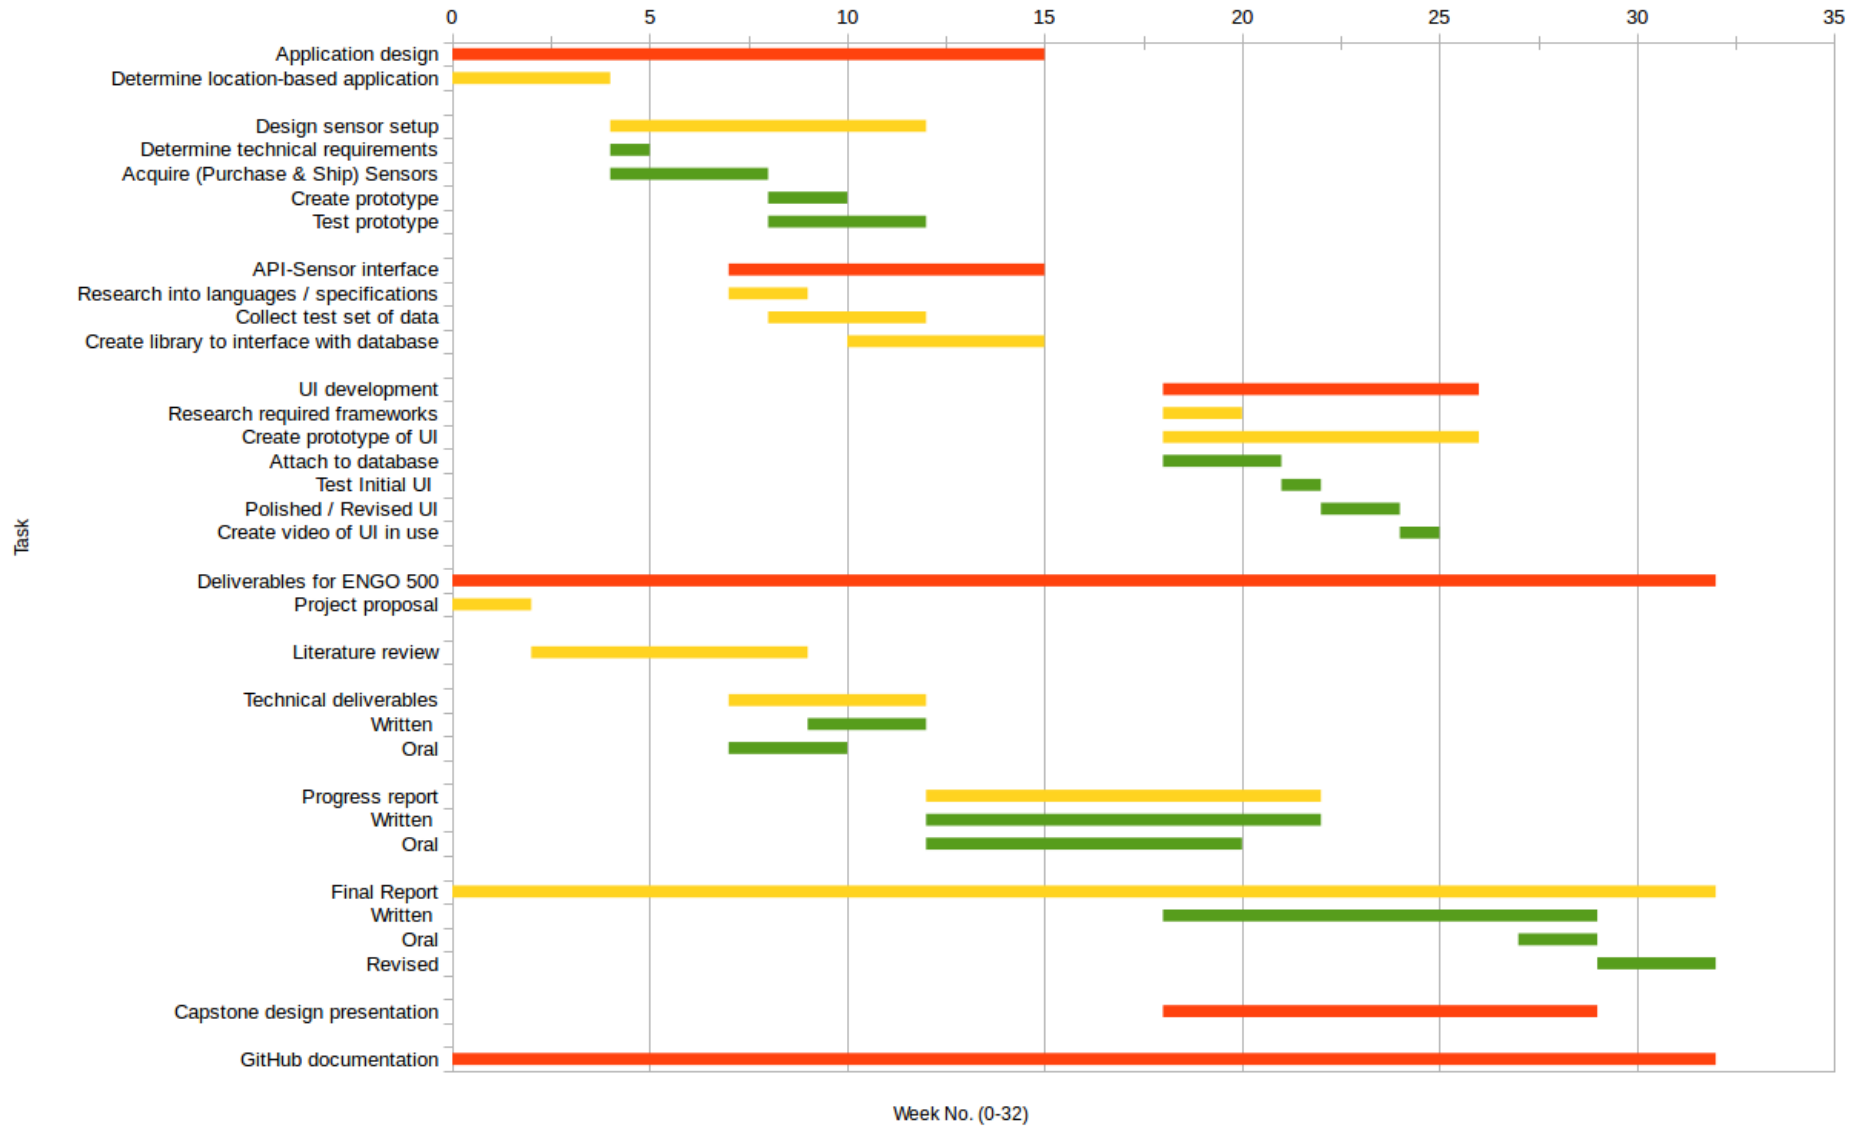 0 5 10 15 20 25 30 35
Application design
Determine location-based application
Design sensor setup
Determine technical requirements
Acquire (Purchase & Ship) Sensors
Create prototype
Test prototype
API-Sensor interface
Research into languages / specifications
Collect test set of data
Create library to interface with database
UI development
Research required frameworks
Create prototype of UI
Attach to database
Test Initial UI
Polished / Revised UI
Create video of UI in use
Task
Deliverables for ENGO 500
Project proposal
Literature review
Technical deliverables
Written
Oral
Progress report
Written
Oral
Final Report
Written
Oral
Revised
Capstone design presentation
GitHub documentation
Week No. (0-32)